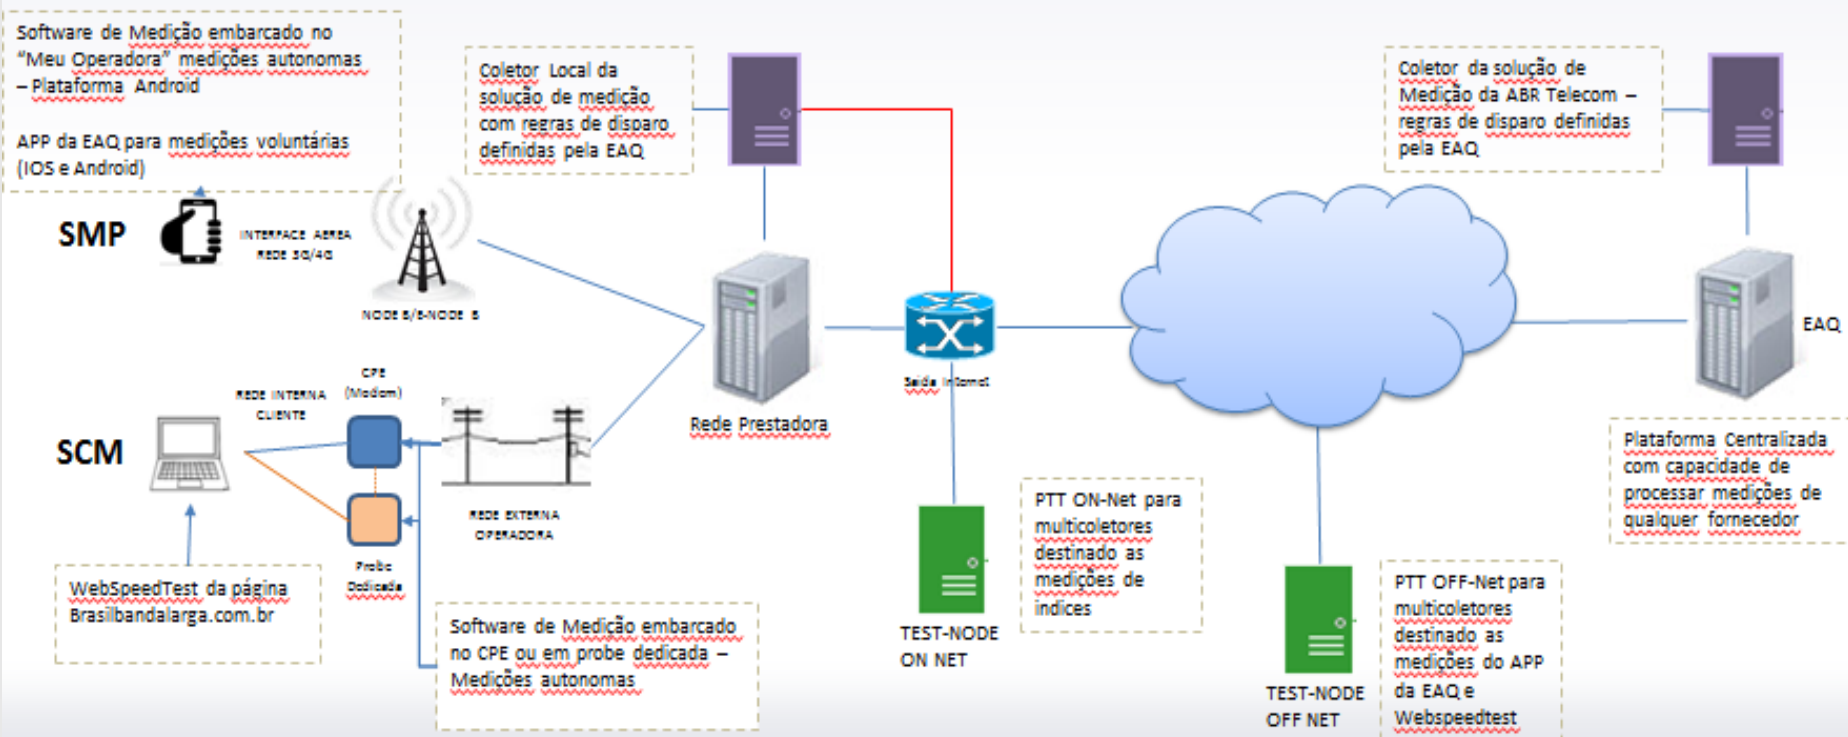 Software de Medição embarcado no
“Meu Operadora” medições autonomas
– Plataforma Android
APP da EAQ para medições voluntárias
(IOS e Android)
SMP
INTERFACE AEREA
REDE 3G/4G
NODE B/E-NODE B
Coletor Local da
solução de medição
com regras de disparo
definidas pela EAQ
Coletor da solução de
Medição da ABR Telecom –
regras de disparo definidas
pela EAQ
SCM
REDE INTERNA
CLIENTE
CPE
(Modem)
Probe
Dedicada
REDE EXTERNA
OPERADORA
WebSpeedTest da página
Brasilbandalarga.com.br
Software de Medição embarcado
no CPE ou em probe dedicada –
Medições autonomas
Rede Prestadora
Saida Internet
TEST-NODE
ON NET
PTT ON-Net para
multicoletores
destinado as
medições de
indices
TEST-NODE
OFF NET
PTT OFF-Net para
multicoletores
destinado as
medições do APP
da EAQ e
Webspeedtest
EAQ
Plataforma Centralizada
com capacidade de
processar medições de
qualquer fornecedor